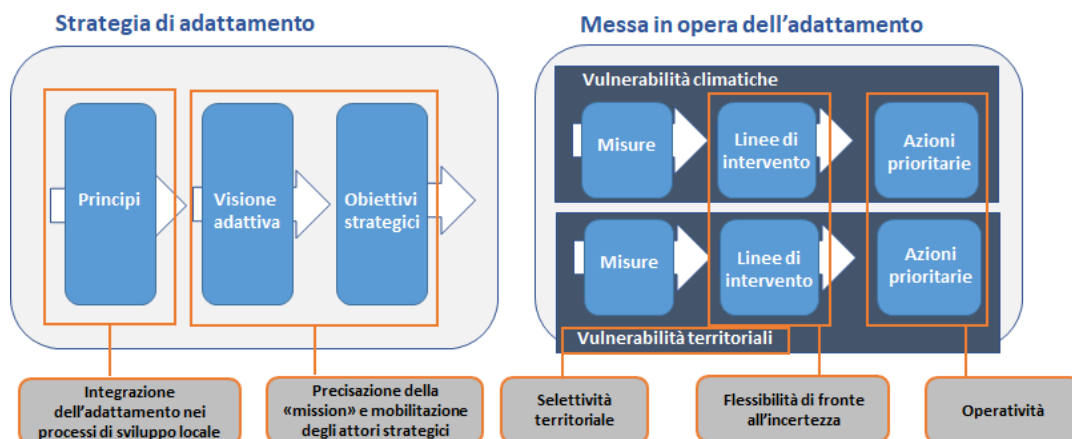 Strategia di adattamento
Principi
Visione
adattiva
Obiettivi
strategici
Integrazione
dell'adattamento nei
processi di sviluppo locale
Precisazione della
«mission» e mobilitazione
degli attori strategici
Messa in opera dell'adattamento
Vulnerabilità climatiche
Misure
Linee di
intervento
Azioni
prioritarie
Misure
Linee di
intervento
Azioni
prioritarie
Vulnerabilità territoriali
Selettività
territoriale
Flessibilità di fronte
all'incertezza
Operatività